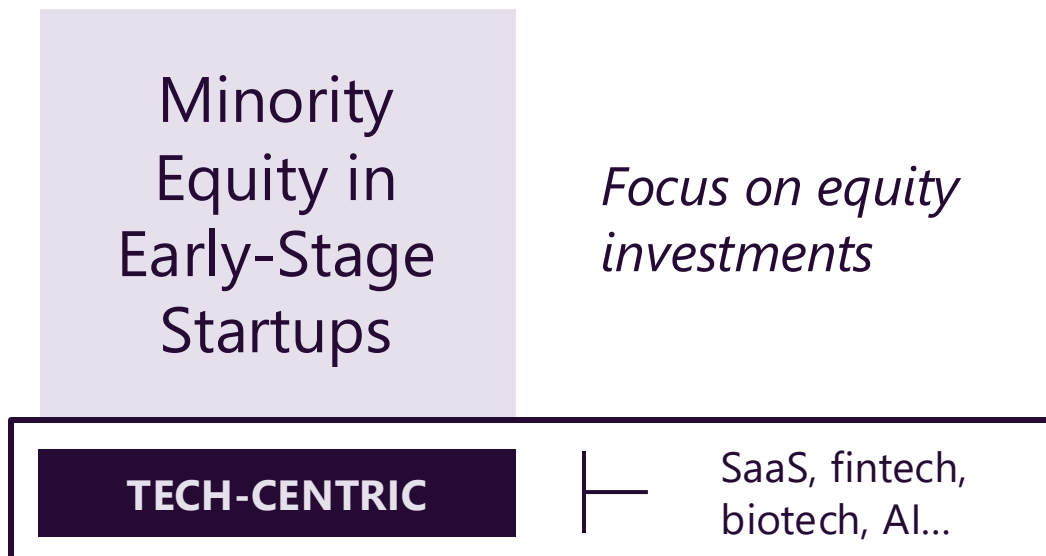 Minority
Equity in
Early-Stage
Startups
Focus on equity
investments
TECH-CENTRIC
SaaS, fintech,
biotech, AI...